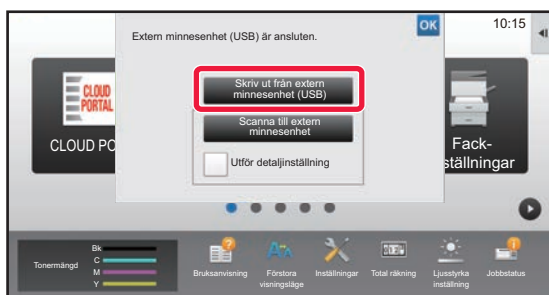 10:15
Extern minnesenhet (USB) är ansluten.
OK
Skriv ut från extern
minnesenhet (USB)
Scanna till extern
minnesenhet
Utför detaljinställning
CLOUD
PORTAL
CLOUD PO
Fack-
ställningar
Tonermängd
Bk
C
M
Y
Bruksanvisning
Förstora
visningsläge
Inställningar
Total räkning
Ljusstyrka
inställning
Jobbstatus